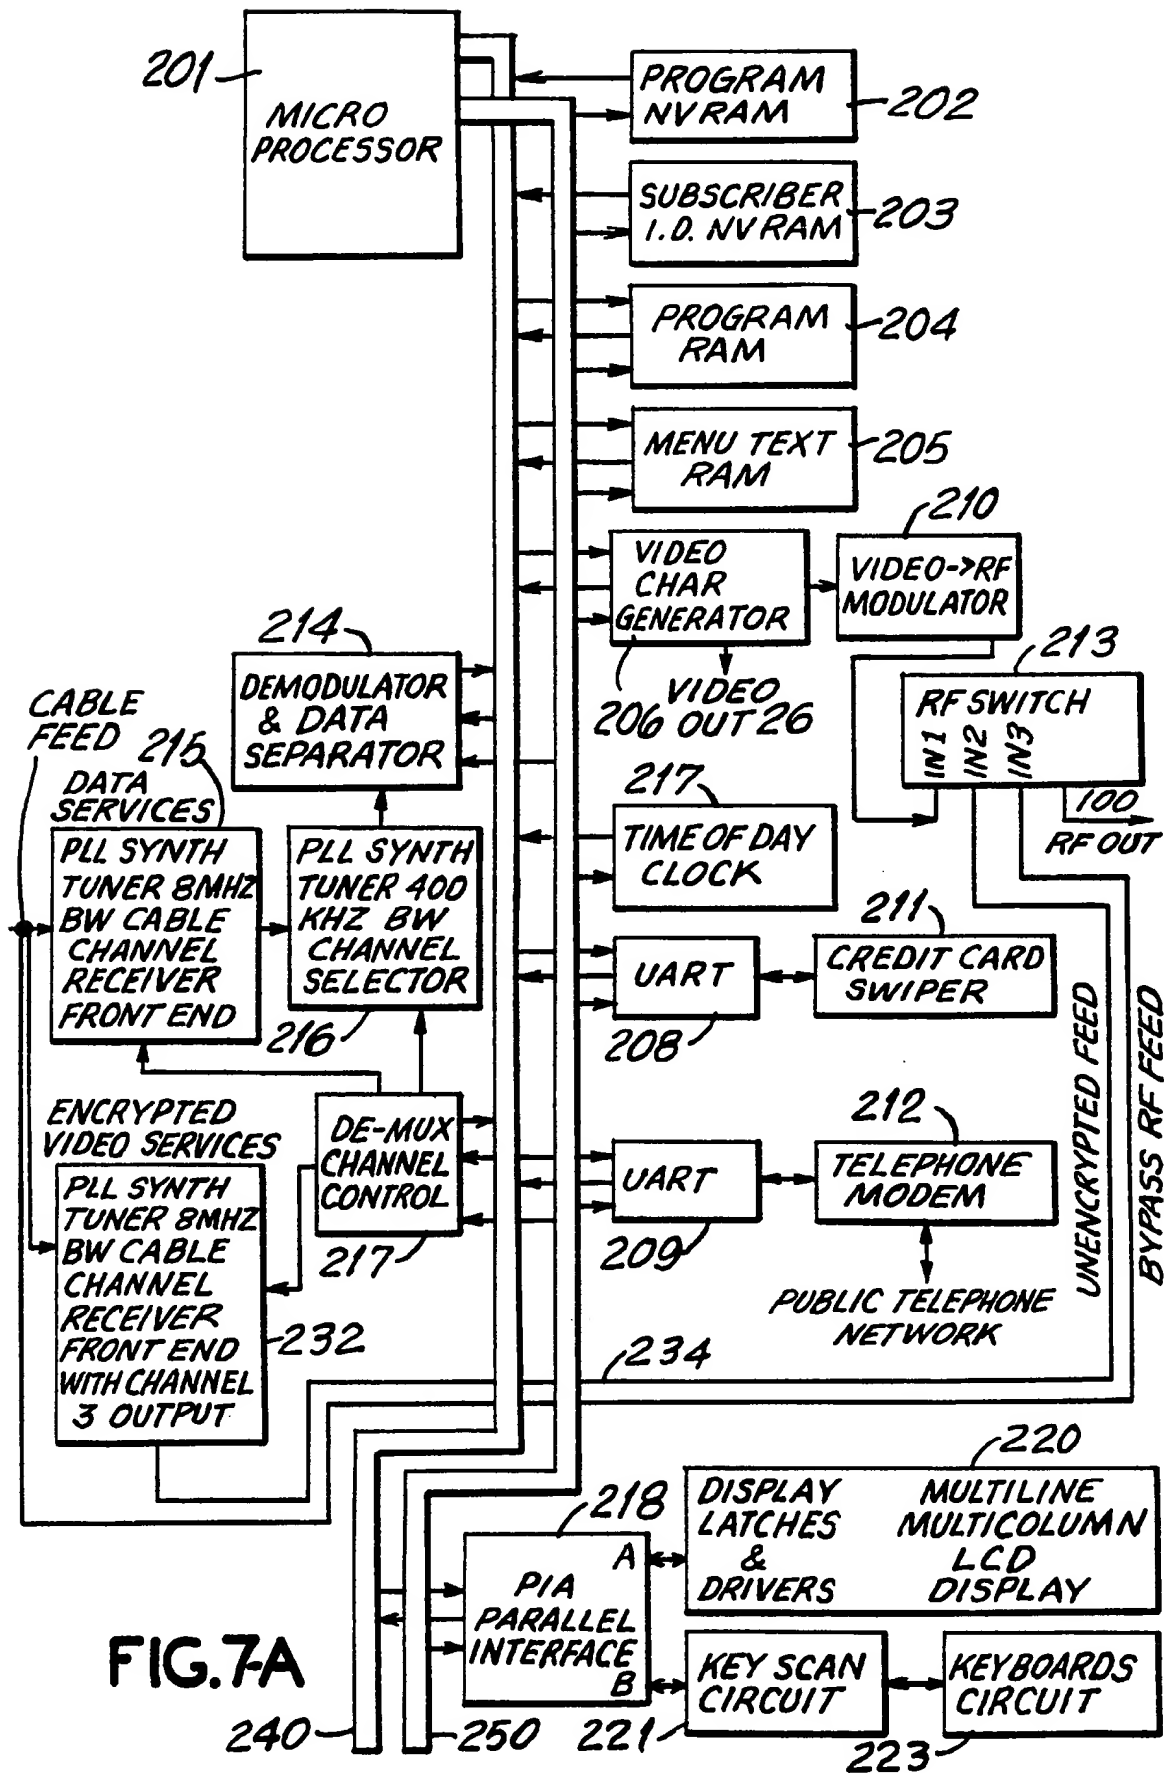 201
MICRO
PROCESSOR
PROGRAM
NVRAM
202
SUBSCRIBER
I.D. NVRAM
203
PROGRAM
RAM
204
MENU TEXT
RAM
205
VIDEO
CHAR
GENERATOR
206
VIDEO
OUT 26
210
VIDEO->RF
MODULATOR
213
RF SWITCH
IN1
IN2
IN3
100
RF OUT
214
DEMODULATOR
& DATA
SEPARATOR
CABLE
FEED
215
DATA
SERVICES
PLL SYNTH
TUNER 8MHZ
BW CABLE
CHANNEL
RECEIVER
FRONT END
PLL SYNTH
TUNER 400
KHZ BW
CHANNEL
SELECTOR
216
217
TIME OF DAY
CLOCK
UART
208
211
CREDIT CARD
SWIPER
UNENCRYPTED FEED
BYPASS RF FEED
ENCRYPTED
VIDEO SERVICES
PLL SYNTH
TUNER 8MHZ
BW CABLE
CHANNEL
RECEIVER
FRONT END
WITH CHANNEL
3 OUTPUT
232
DE-MUX
CHANNEL
CONTROL
217
UART
209
212
TELEPHONE
MODEM
PUBLIC TELEPHONE
NETWORK
234
218
A
PIA
PARALLEL
INTERFACE
B
220
DISPLAY
LATCHES
&
DRIVERS
MULTILINE
MULTICOLUMN
LCD
DISPLAY
KEY SCAN
CIRCUIT
221
KEYBOARDS
CIRCUIT
223
FIG.7-A
240
250